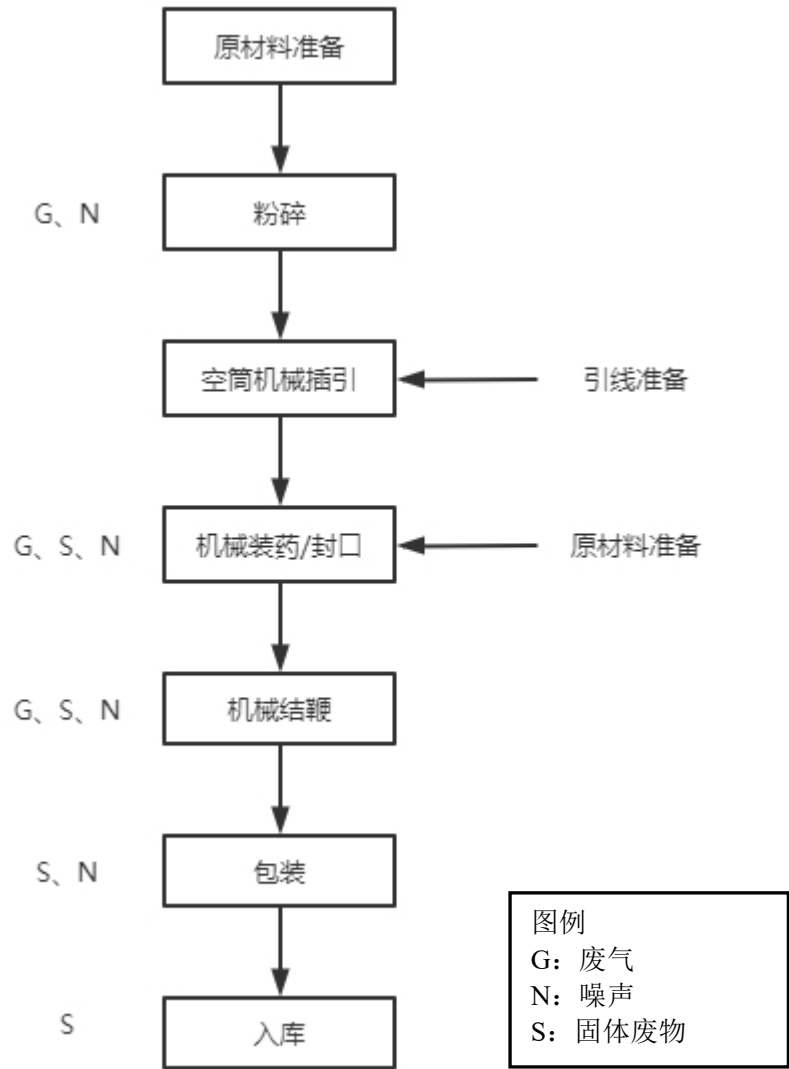 原材料准备
G、N
粉碎
空筒机械插引
引线准备
G、S、N
机械装药/封口
原材料准备
G、S、N
机械结鞭
S、N
包装
S
入库
图例
G：废气
N：噪声
S：固体废物